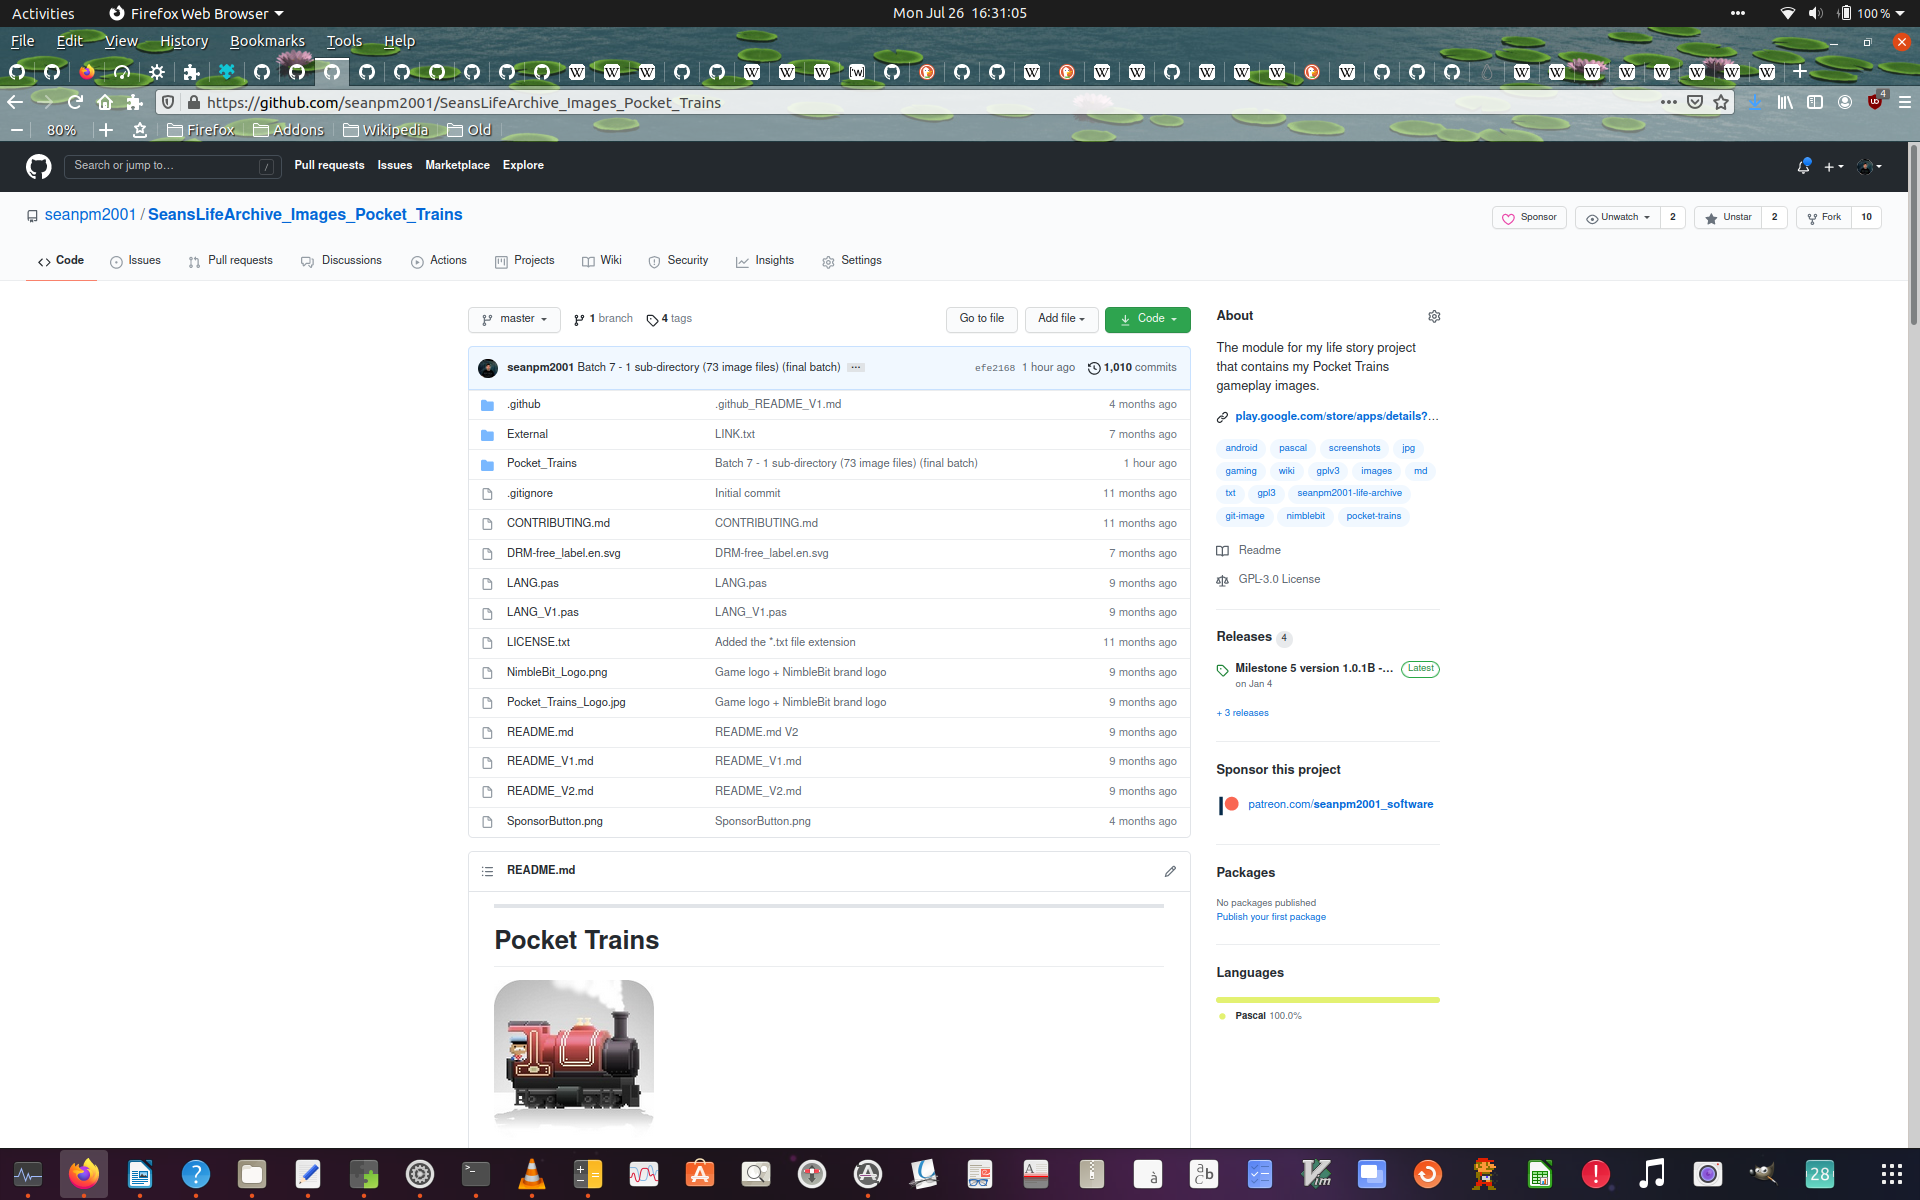 Activities Firefox Web Browser Mon Jul 26 16:31:05 100 %
File Edit View History Bookmarks Tools Help
https://github.com/seanpm2001/SeansLifeArchive_Images_Pocket_Trains 4
80% Firefox Addons Wikipedia Old
Search or jump to… / Pull requests Issues Marketplace Explore
seanpm2001 / SeansLifeArchive_Images_Pocket_Trains Sponsor Unwatch 2 Unstar 2 Fork 10
Code Issues Pull requests Discussions Actions Projects Wiki Security Insights Settings
master 1 branch 4 tags Go to file Add file Code
seanpm2001 Batch 7 - 1 sub-directory (73 image files) (final batch) efe2168 1 hour ago 1,010 commits
.github .github_README_V1.md 4 months ago
External LINK.txt 7 months ago
Pocket_Trains Batch 7 - 1 sub-directory (73 image files) (final batch) 1 hour ago
.gitignore Initial commit 11 months ago
CONTRIBUTING.md CONTRIBUTING.md 11 months ago
DRM-free_label.en.svg DRM-free_label.en.svg 7 months ago
LANG.pas LANG.pas 9 months ago
LANG_V1.pas LANG_V1.pas 9 months ago
LICENSE.txt Added the *.txt file extension 11 months ago
NimbleBit_Logo.png Game logo + NimbleBit brand logo 9 months ago
Pocket_Trains_Logo.jpg Game logo + NimbleBit brand logo 9 months ago
README.md README.md V2 9 months ago
README_V1.md README_V1.md 9 months ago
README_V2.md README_V2.md 9 months ago
SponsorButton.png SponsorButton.png 4 months ago
README.md
Pocket Trains
About
The module for my life story project
that contains my Pocket Trains
gameplay images.
play.google.com/store/apps/details?…
android pascal screenshots jpg
gaming wiki gplv3 images md
txt gpl3 seanpm2001-life-archive
git-image nimblebit pocket-trains
Readme
GPL-3.0 License
Releases 4
Milestone 5 version 1.0.1B -… Latest
on Jan 4
+ 3 releases
Sponsor this project
patreon.com/seanpm2001_software
Packages
No packages published
Publish your first package
Languages
Pascal 100.0%
28